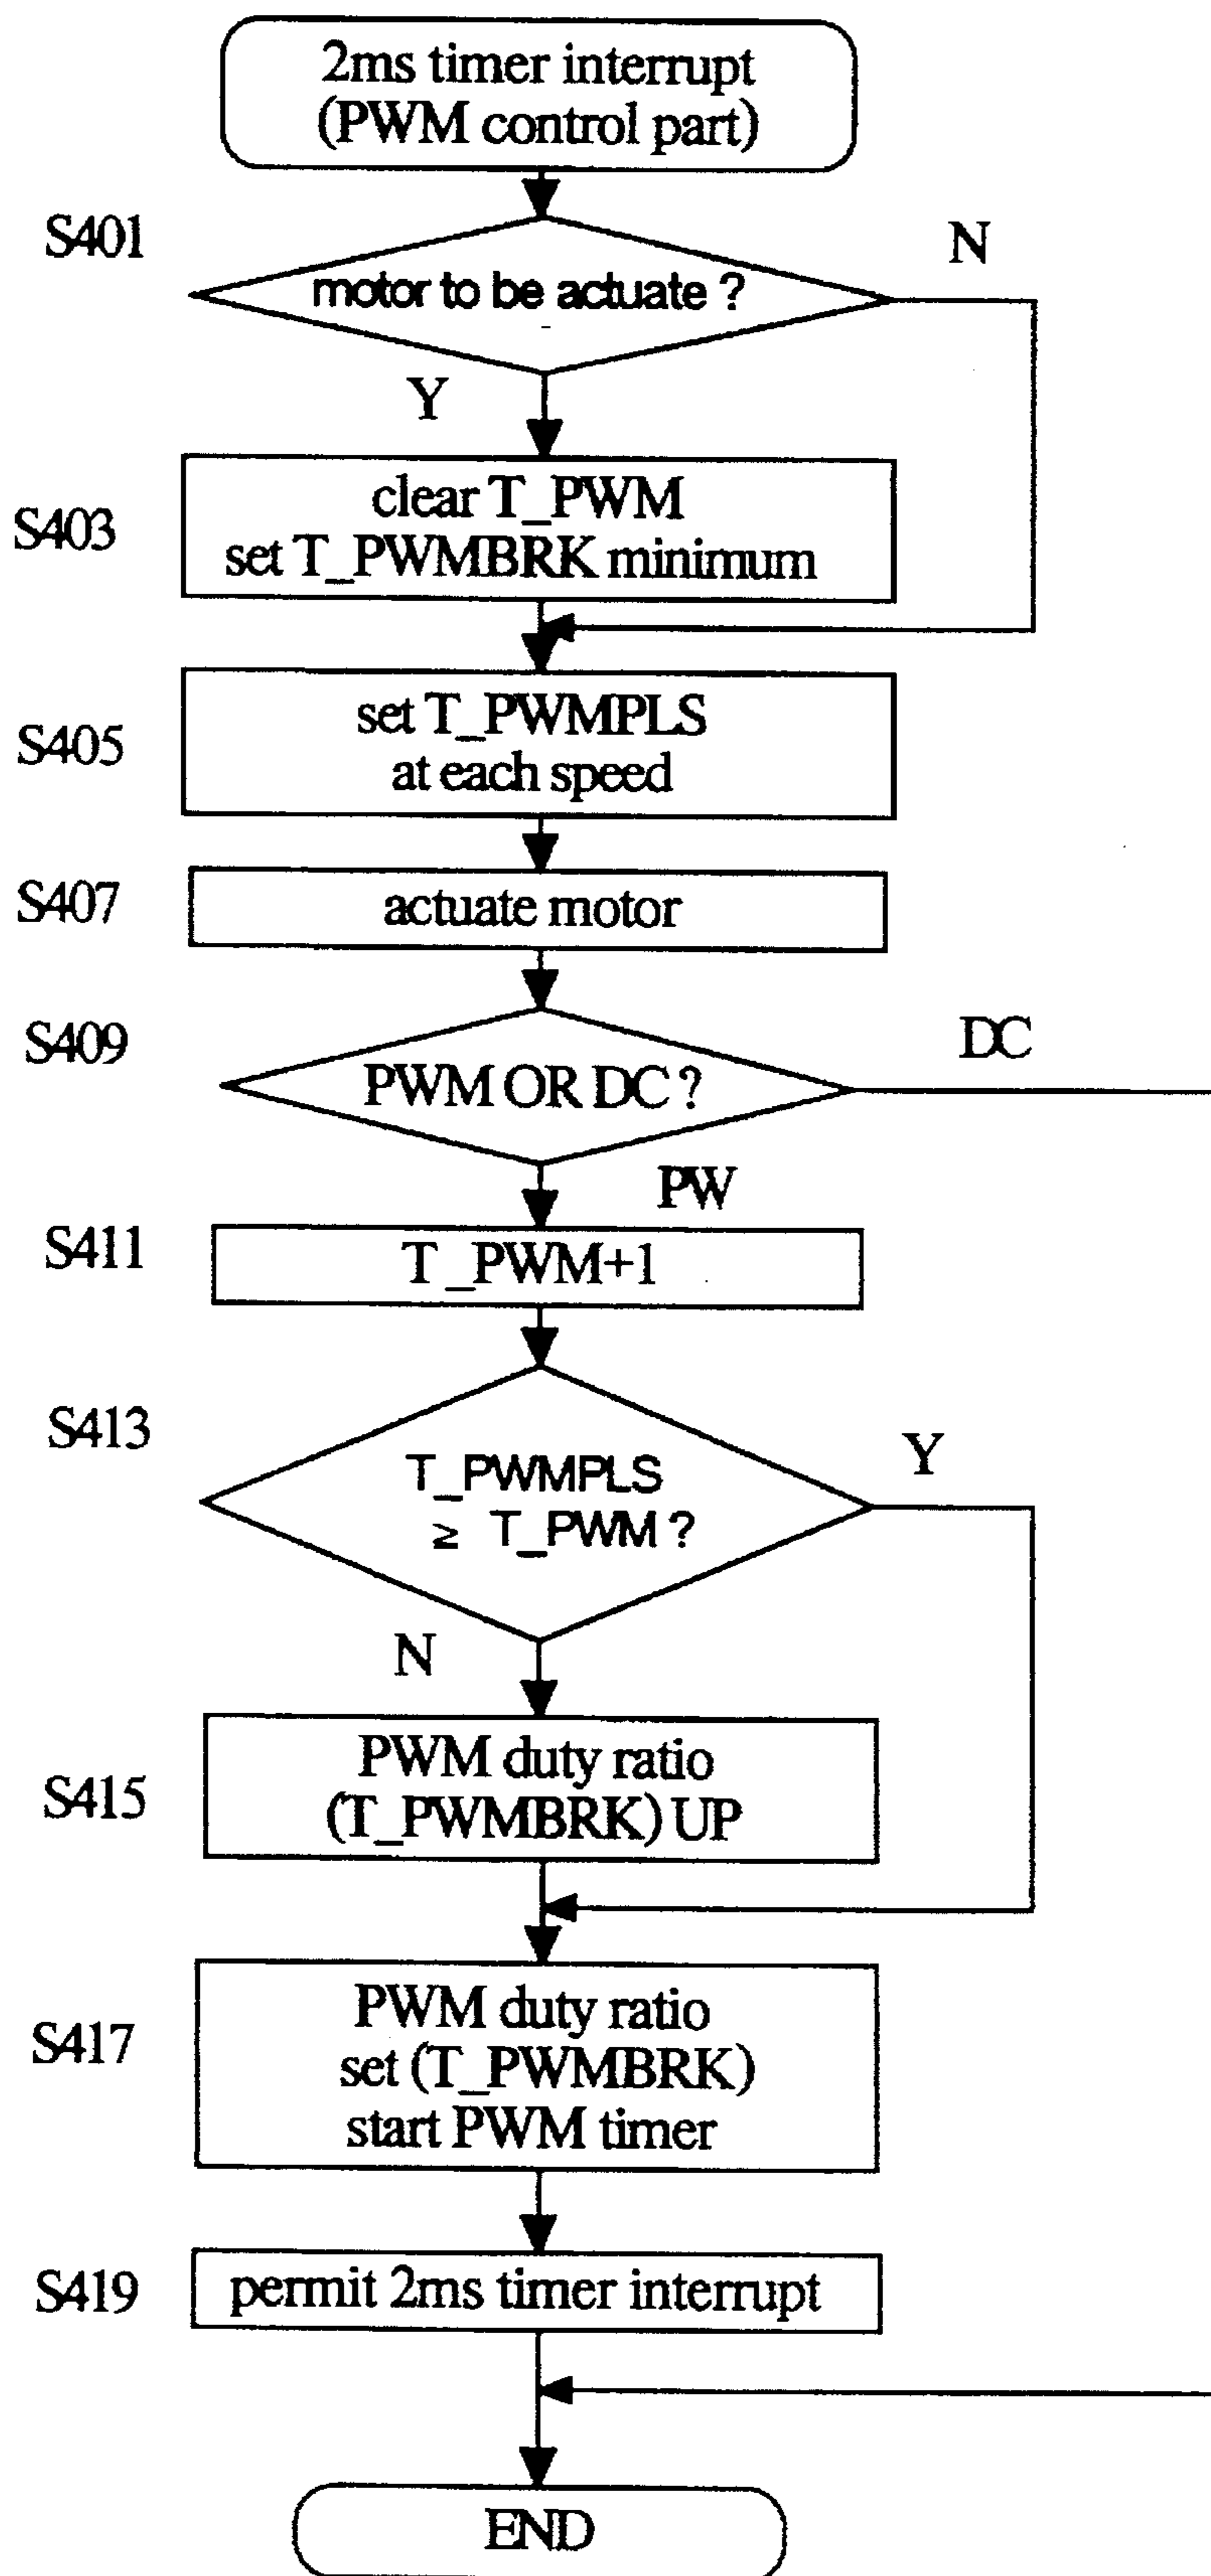 2ms timer interrupt
(PWM control part)
S401
motor to be actuate ?
N
Y
S403
clear T_PWM
set T_PWMBRK minimum
S405
set T_PWMPLS
at each speed
S407
actuate motor
S409
PWM OR DC ?
DC
PW
S411
T_PWM+1
S413
T_PWMPLS
≥ T_PWM ?
Y
N
S415
PWM duty ratio
(T_PWMBRK) UP
S417
PWM duty ratio
set (T_PWMBRK)
start PWM timer
S419
permit 2ms timer interrupt
END